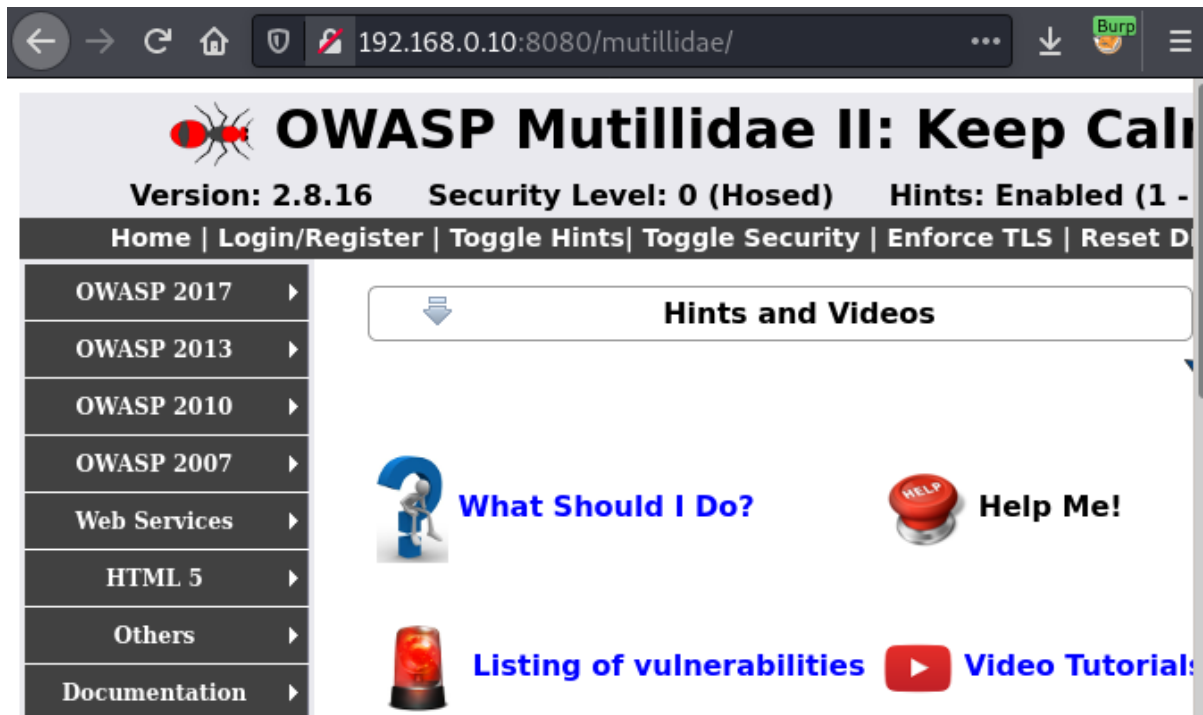 192.168.0.10:8080/mutillidae/
Burp
OWASP Mutillidae II: Keep Cal
Version: 2.8.16 Security Level: 0 (Hosed) Hints: Enabled (1 -
Home | Login/Register | Toggle Hints| Toggle Security | Enforce TLS | Reset D
OWASP 2017
OWASP 2013
OWASP 2010
OWASP 2007
Web Services
HTML 5
Others
Documentation
Hints and Videos
What Should I Do?
HELP
Help Me!
Listing of vulnerabilities
Video Tutorials